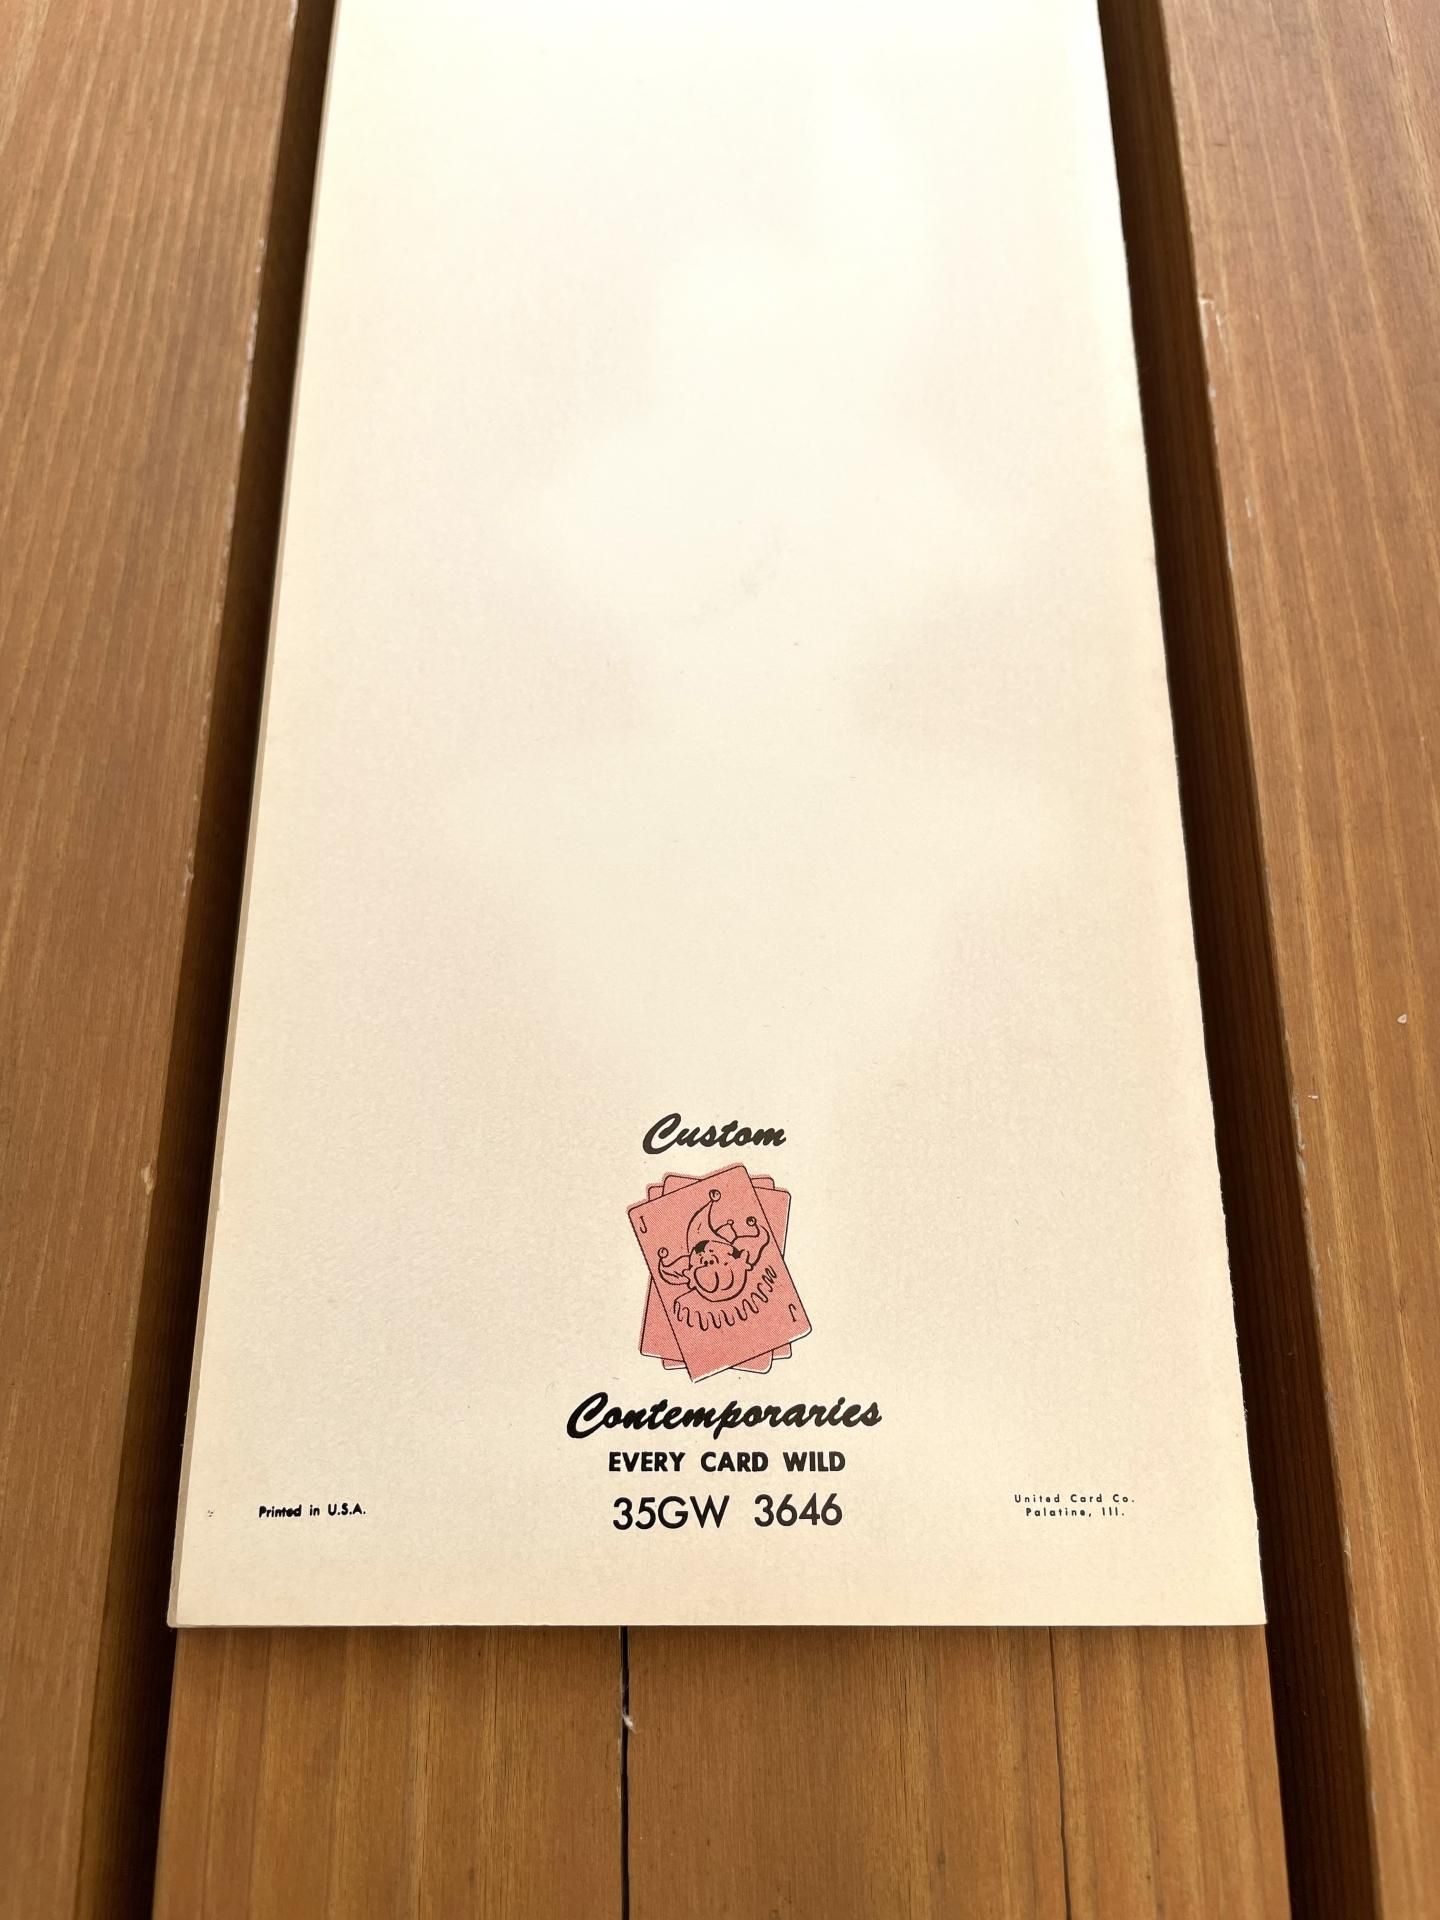 Custom
J
J
Contemporaries
EVERY CARD WILD
35GW 3646
Printed in U.S.A.
United Card Co.
Palatine, Ill.